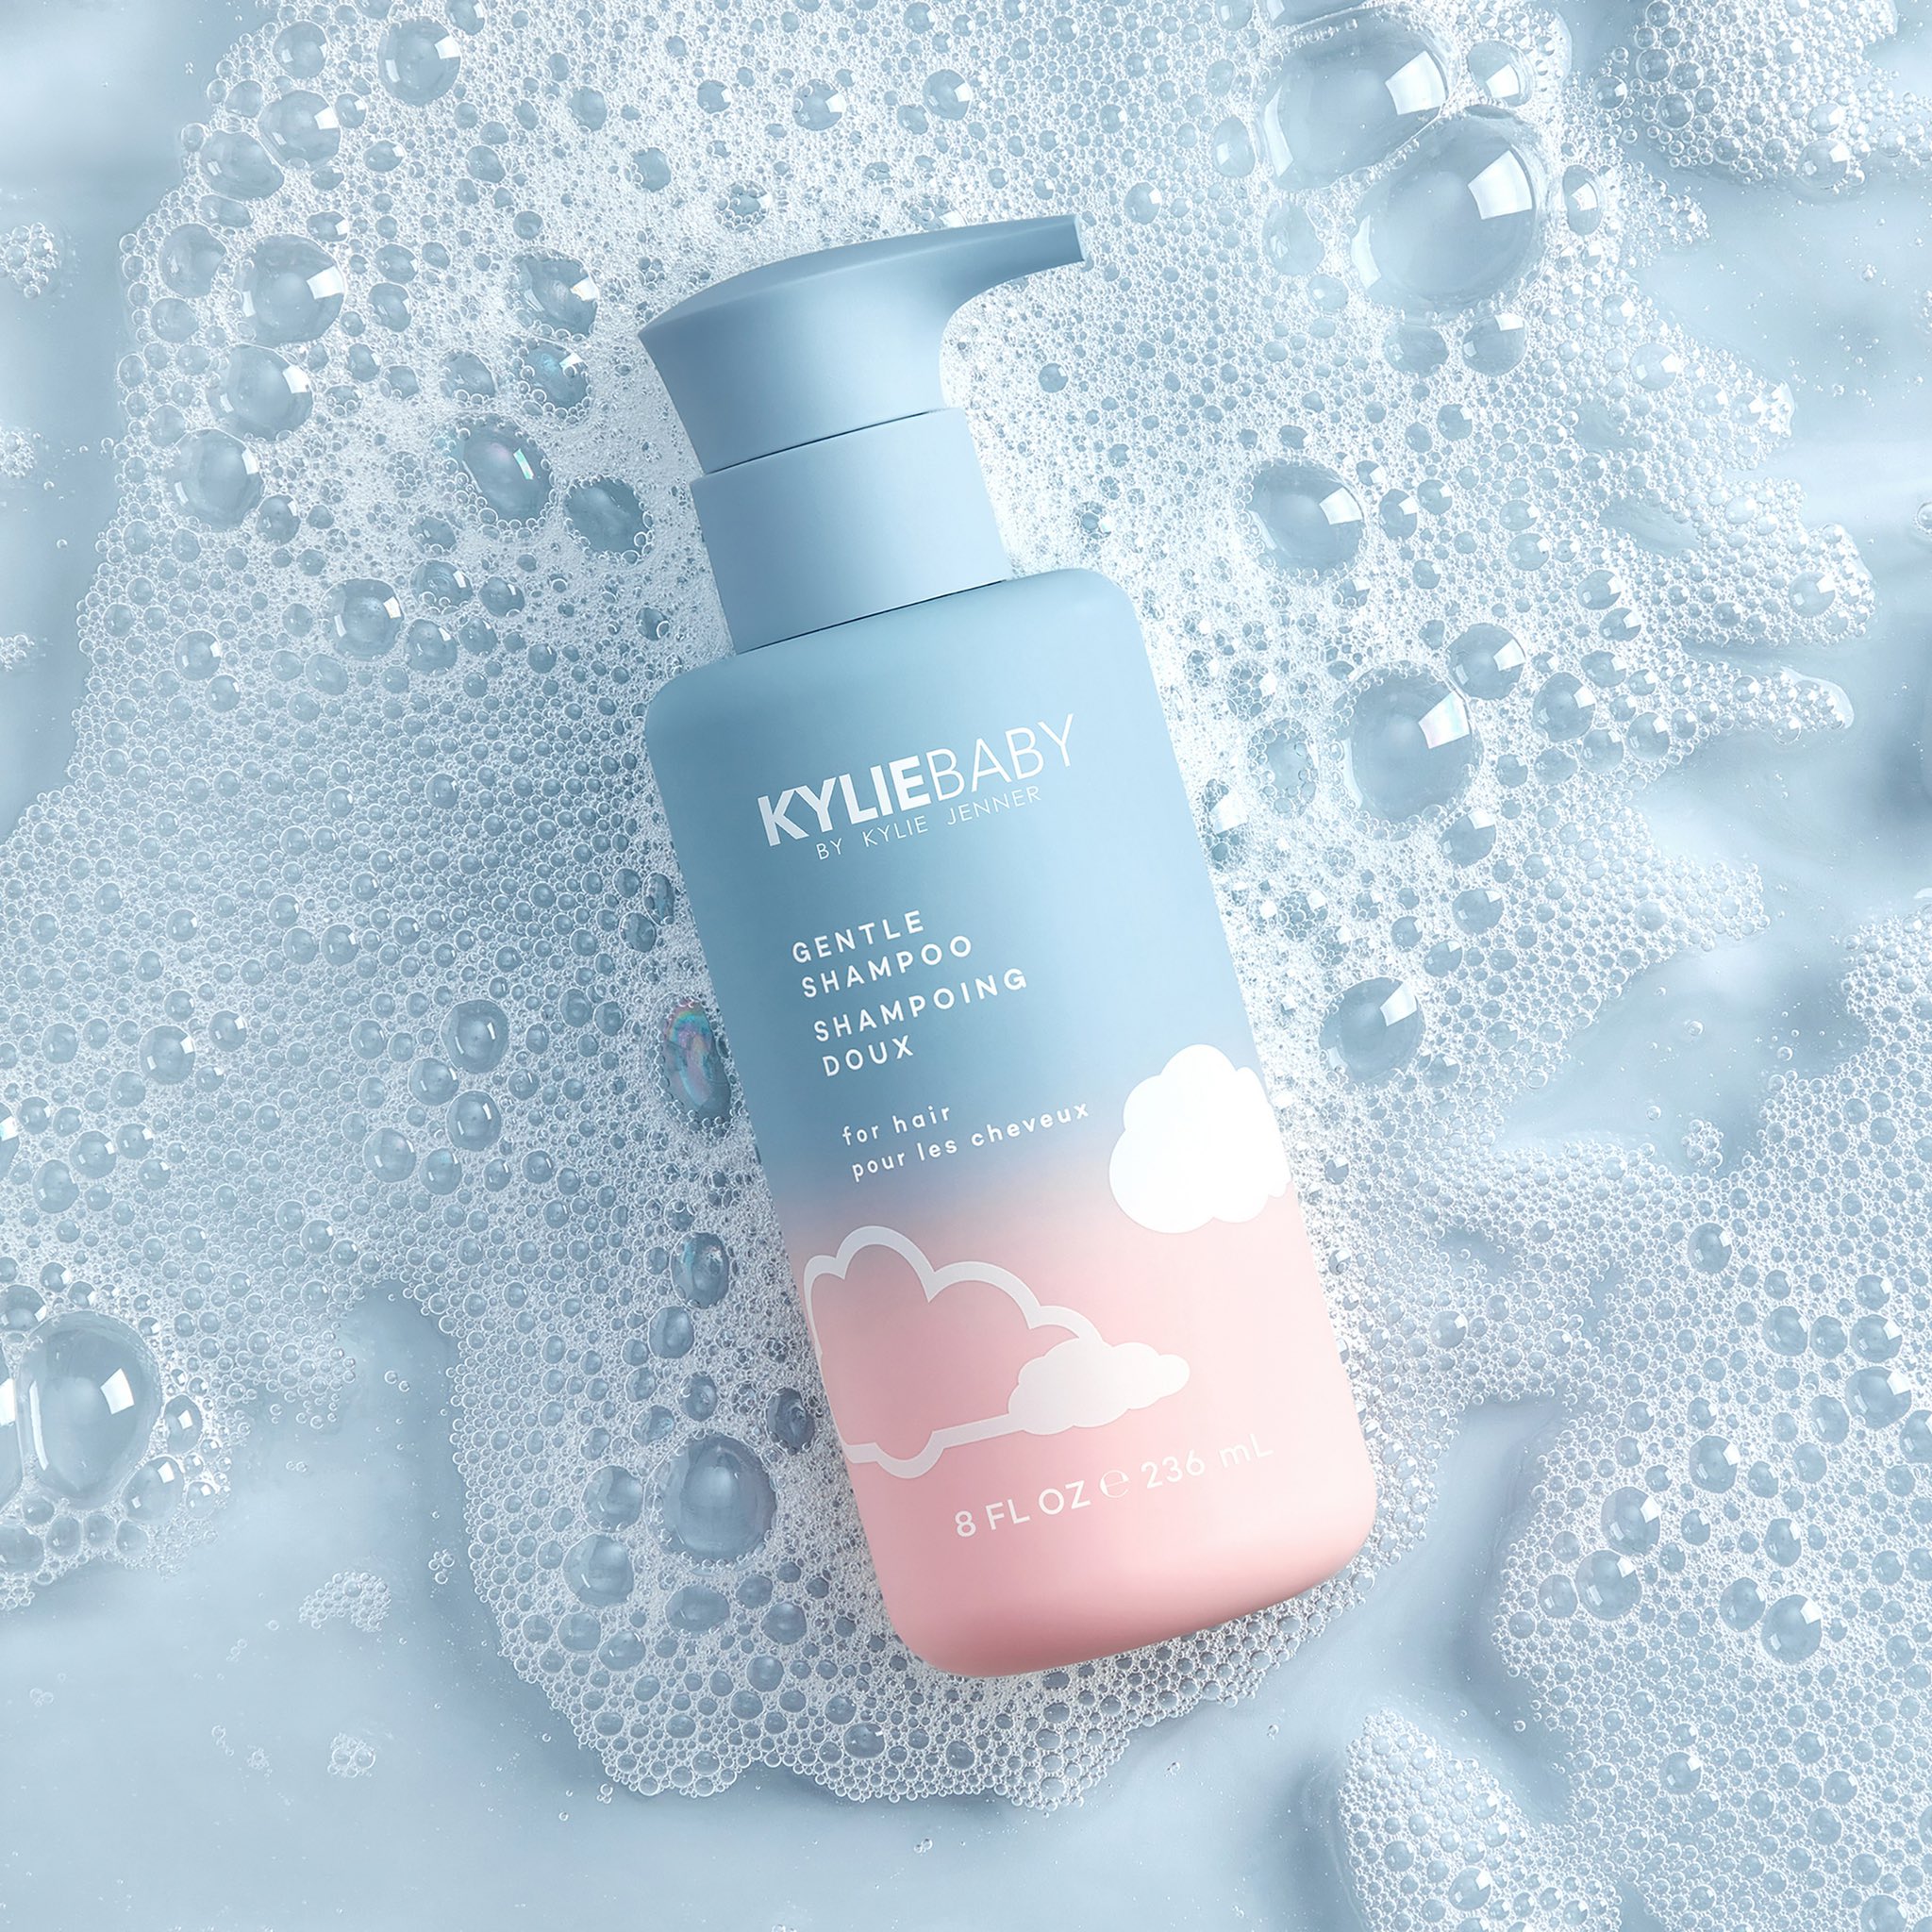 KYLIEBABY
BY KYLIE JENNER
GENTLE
SHAMPOO
SHAMPOING
DOUX
for hair
pour les cheveux
8 FL OZ ℮ 236 mL